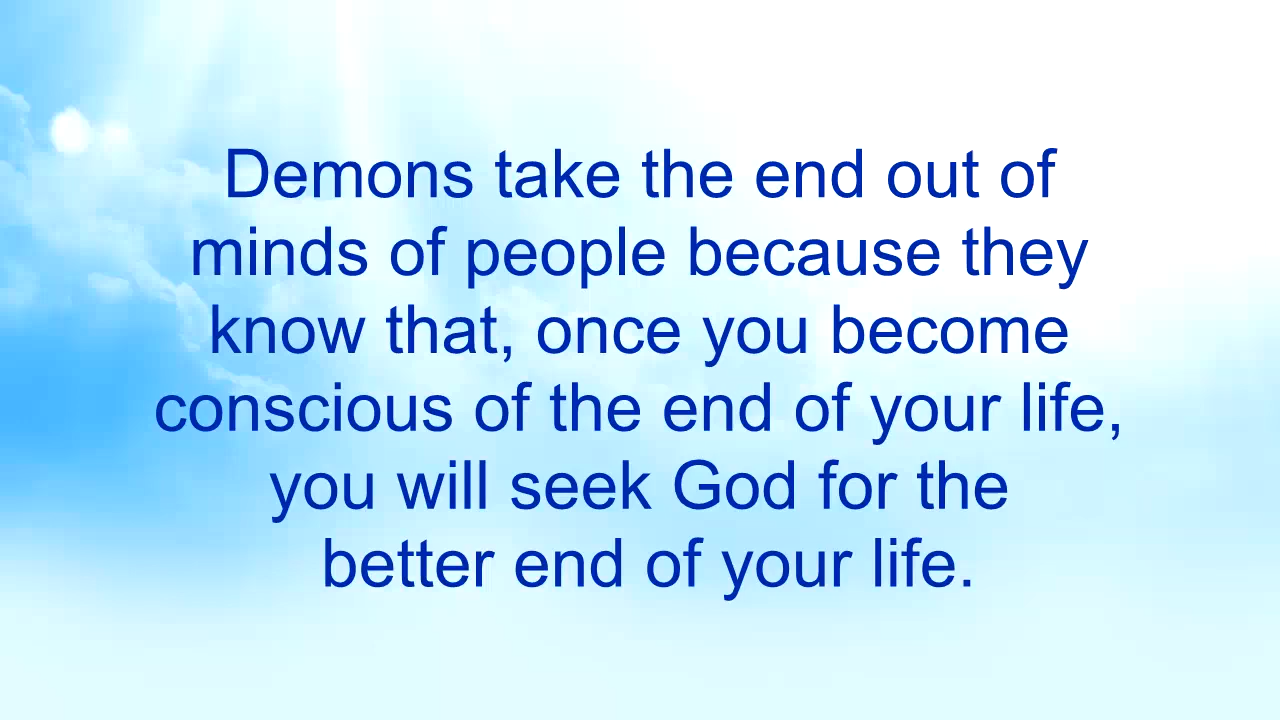 Demons take the end out of
minds of people because they
know that, once you become
conscious of the end of your life,
you will seek God for the
better end of your life.